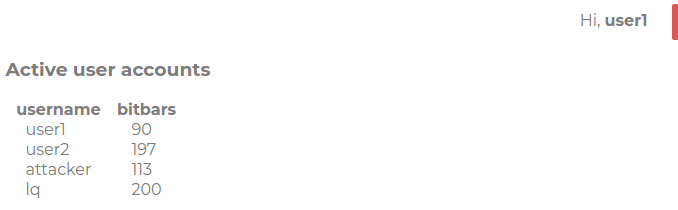 Hi, user1
Active user accounts
username bitbars
user1 90
user2 197
attacker 113
lq 200